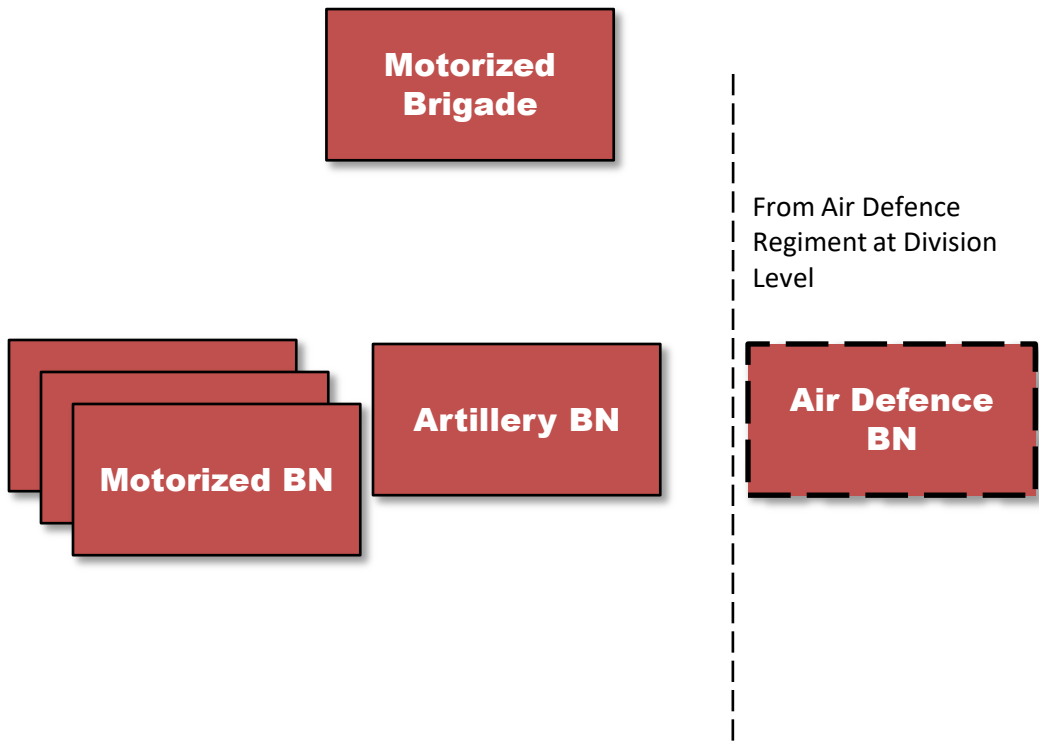 Motorized
Brigade
From Air Defence
Regiment at Division
Level
Motorized BN
Artillery BN
Air Defence
BN